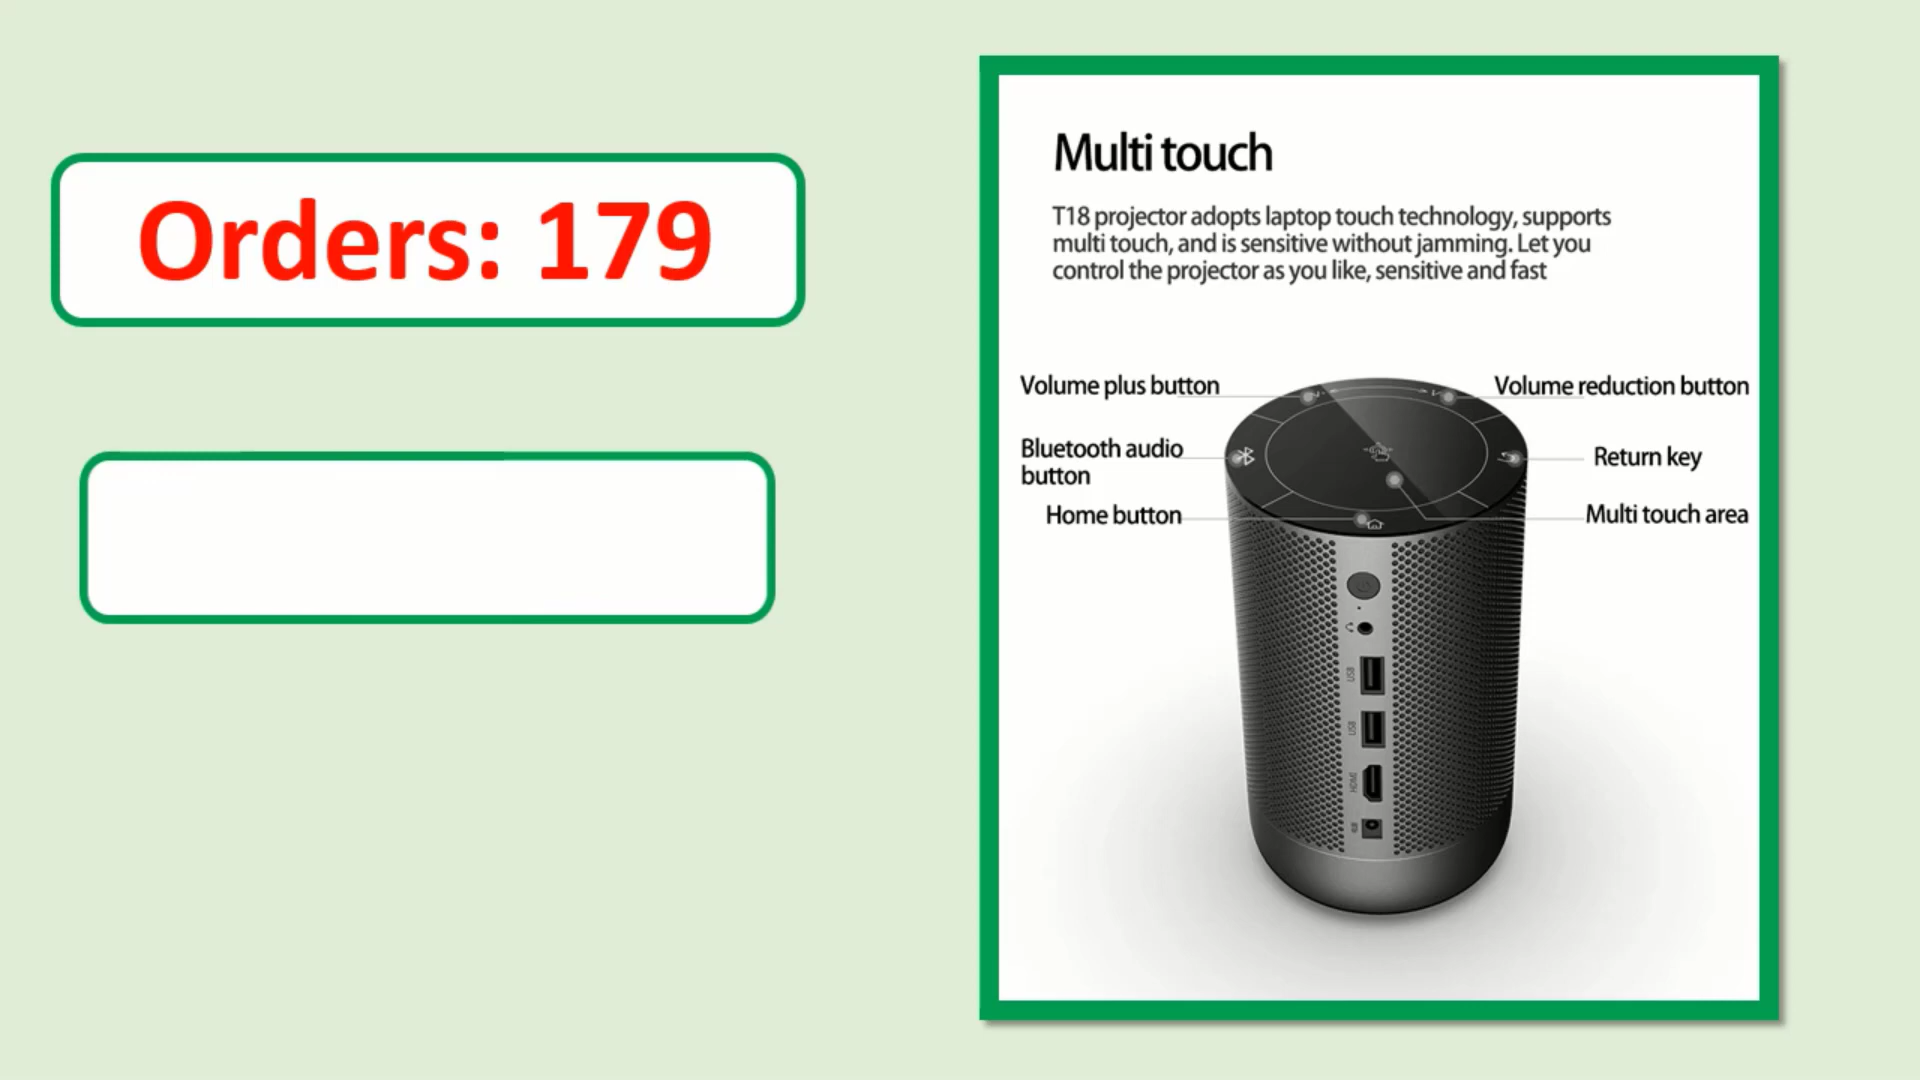 Orders: 179
Multi touch
T18 projector adopts laptop touch technology, supports
multi touch, and is sensitive without jamming. Let you
control the projector as you like, sensitive and fast
Volume plus button
Volume reduction button
Bluetooth audio
button
Return key
Home button
Multi touch area
USB
USB
HDMI